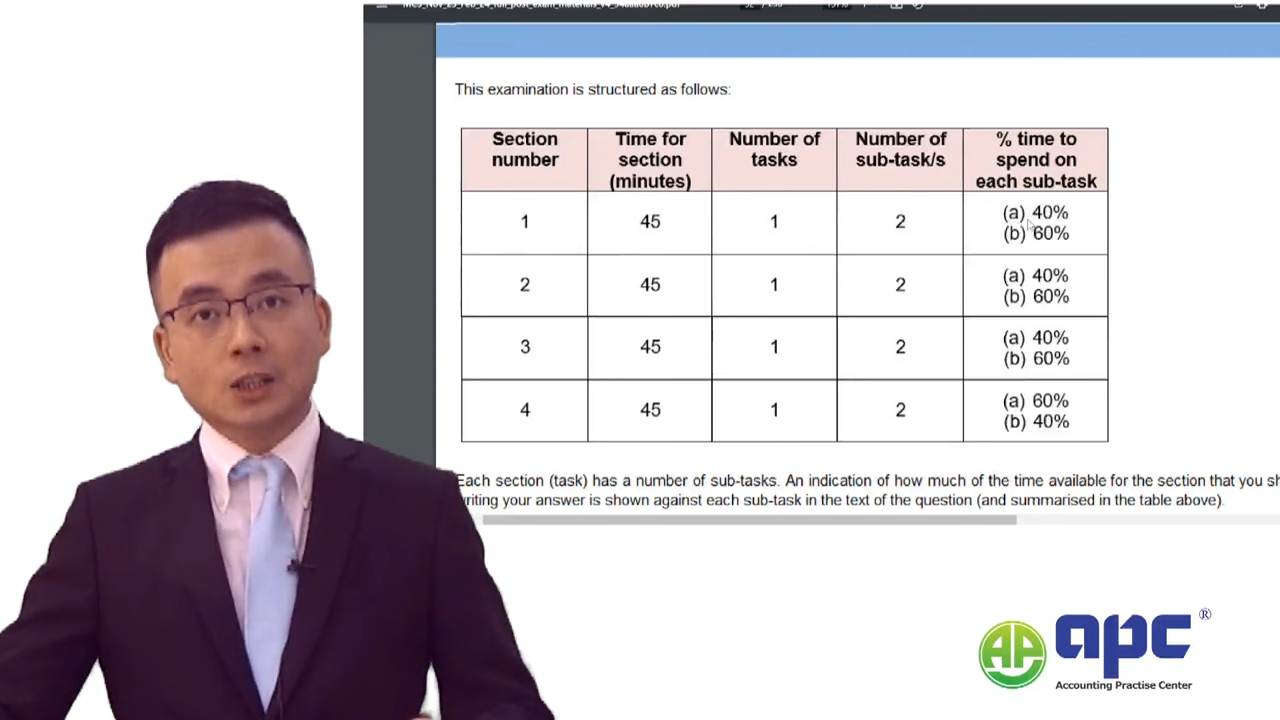 This examination is structured as follows:
Section number | Time for section (minutes) | Number of tasks | Number of sub-task/s | % time to spend on each sub-task
1 | 45 | 1 | 2 | (a) 40% (b) 60%
2 | 45 | 1 | 2 | (a) 40% (b) 60%
3 | 45 | 1 | 2 | (a) 40% (b) 60%
4 | 45 | 1 | 2 | (a) 60% (b) 40%
Each section (task) has a number of sub-tasks. An indication of how much of the time available for the section that you
your answer is shown against each sub-task in the text of the question (and summarised in the table above).
AP
apc®
Accounting Practise Center